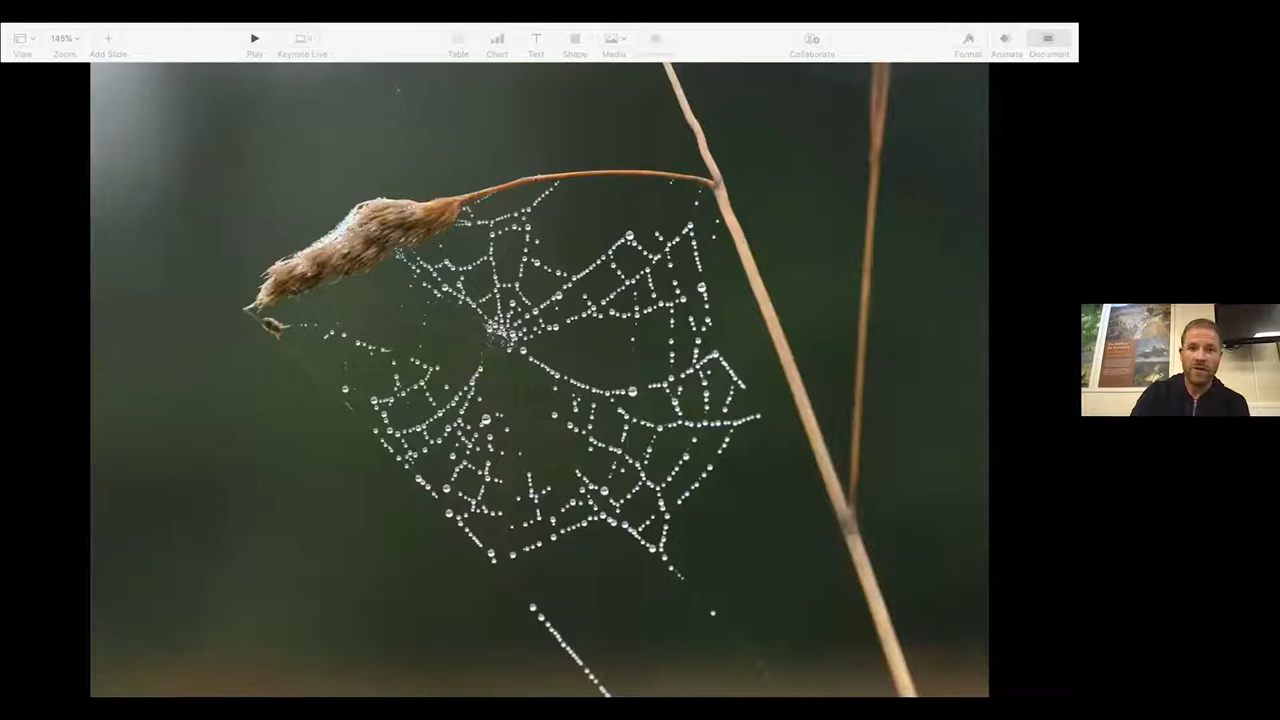 145%
View
Zoom
Add Slide
Play
Keynote Live
Table
Chart
Text
Shape
Media
Collaborate
Format
Animate
Document